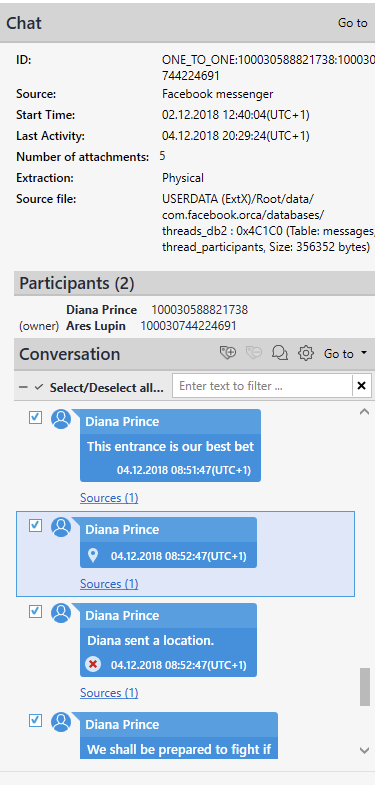 Chat Go to
ID: ONE_TO_ONE:100030588821738:100030
744224691
Source: Facebook messenger
Start Time: 02.12.2018 12:40:04(UTC+1)
Last Activity: 04.12.2018 20:29:24(UTC+1)
Number of attachments: 5
Extraction: Physical
Source file: USERDATA (ExtX)/Root/data/
com.facebook.orca/databases/
threads_db2 : 0x4C1C0 (Table: messages,
thread_participants, Size: 356352 bytes)
Participants (2)
Diana Prince 100030588821738
(owner) Ares Lupin 100030744224691
Conversation Go to
Select/Deselect all... Enter text to filter ...
Diana Prince
This entrance is our best bet
04.12.2018 08:51:47(UTC+1)
Sources (1)
Diana Prince
04.12.2018 08:52:47(UTC+1)
Sources (1)
Diana Prince
Diana sent a location.
04.12.2018 08:52:47(UTC+1)
Sources (1)
Diana Prince
We shall be prepared to fight if